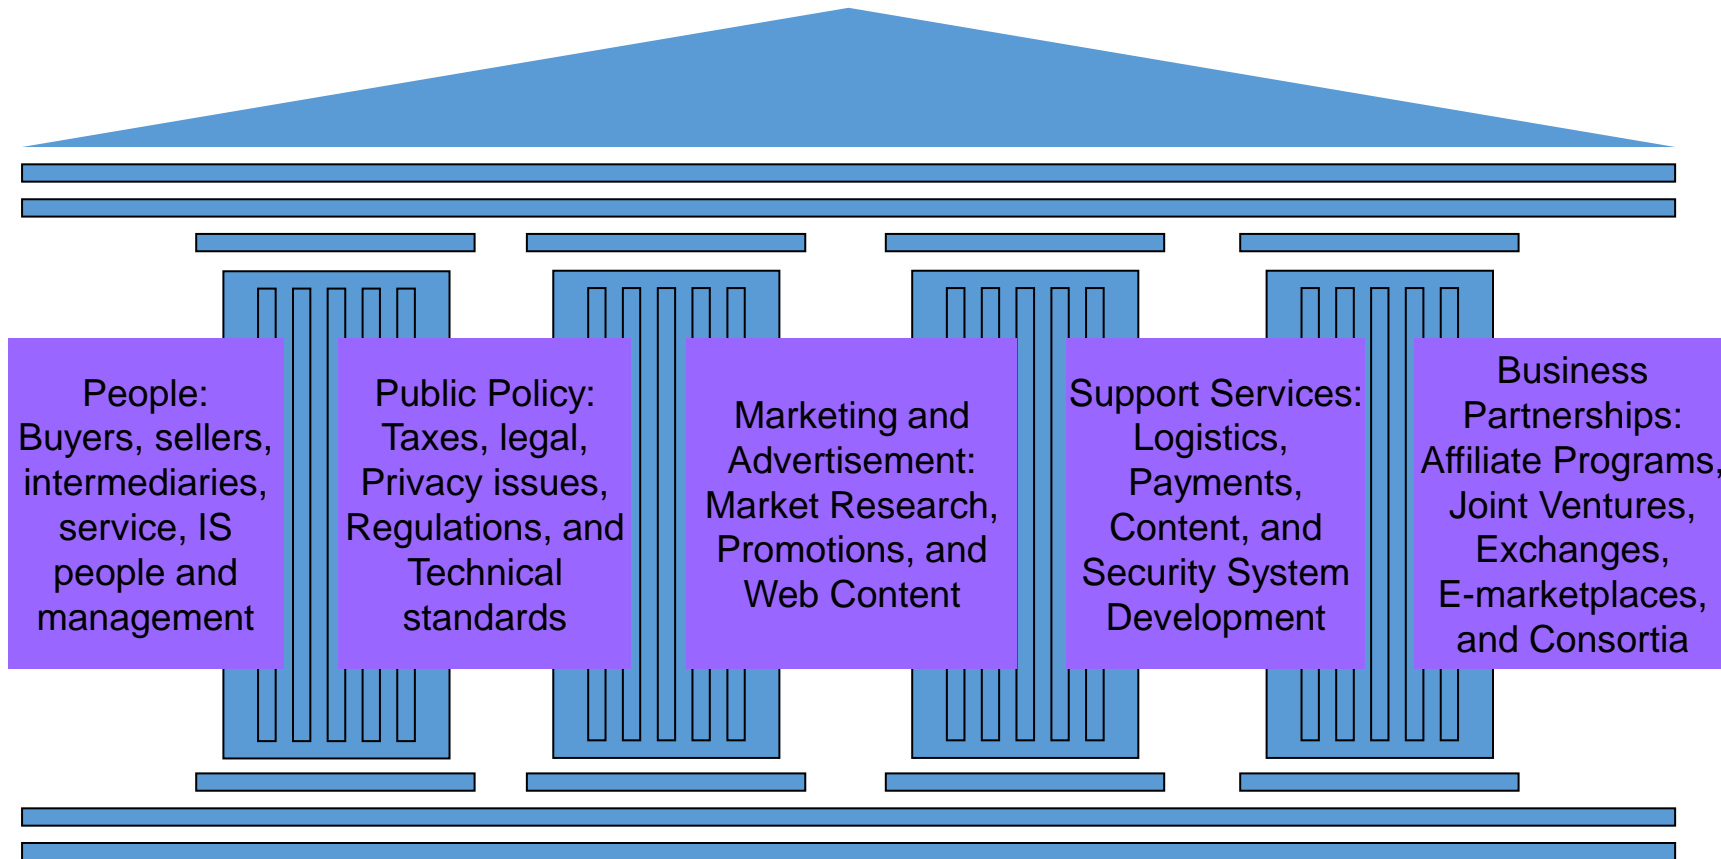 People:
Buyers, sellers,
intermediaries,
service, IS
people and
management
Public Policy:
Taxes, legal,
Privacy issues,
Regulations, and
Technical
standards
Marketing and
Advertisement:
Market Research,
Promotions, and
Web Content
Support Services:
Logistics,
Payments,
Content, and
Security System
Development
Business
Partnerships:
Affiliate Programs,
Joint Ventures,
Exchanges,
E-marketplaces,
and Consortia